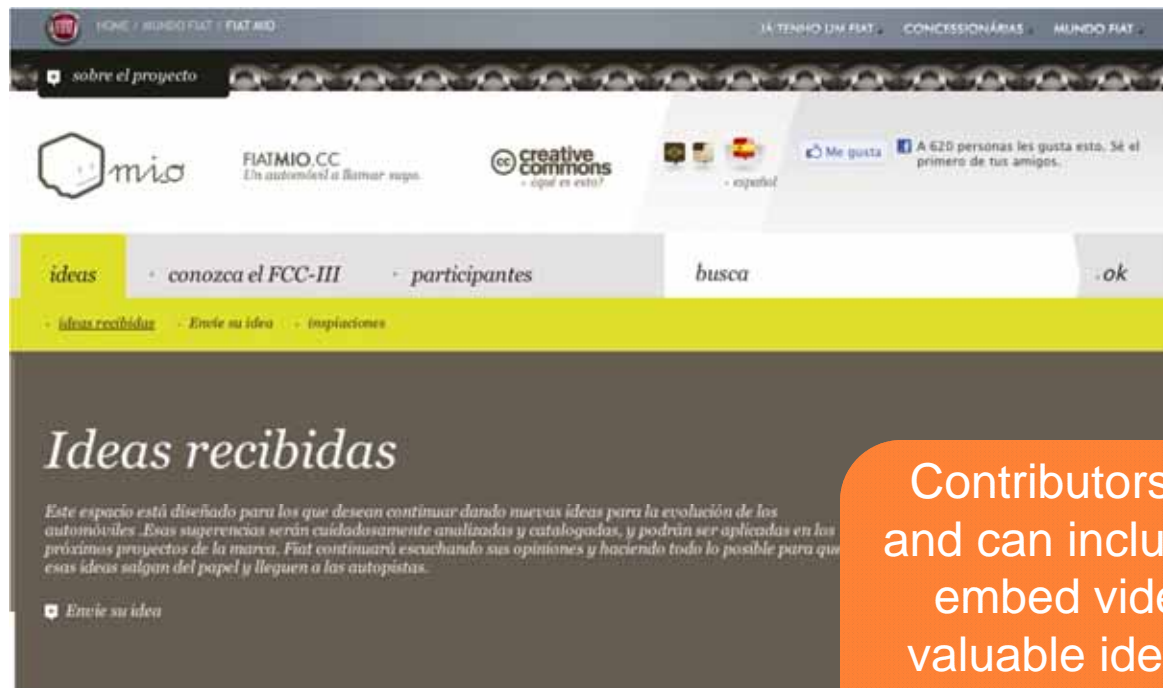 HOME / MUNDO FIAT / FIAT MIO
JÁ TENHO UM FIAT
CONCESSIONÁRIAS
MUNDO FIAT
sobre el proyecto
mio
FIATMIO.CC
Un automóvil a llamar suyo.
cc creative commons
¿qué es esto?
español
Me gusta
A 620 personas les gusta esto. Sé el
primero de tus amigos.
ideas
conozca el FCC-III
participantes
busca
ok
ideas recibidas
Envíe su idea
inspiaciones
Ideas recibidas
Este espacio está diseñado para los que desean continuar dando nuevas ideas para la evolución de los
automóviles .Esas sugerencias serán cuidadosamente analizadas y catalogadas, y podrán ser aplicadas en los
próximos proyectos de la marca. Fiat continuará escuchando sus opiniones y haciendo todo lo posible para que
esas ideas salgan del papel y lleguen a las autopistas.
Envíe su idea
Contributors
and can inclu
embed vide
valuable ide